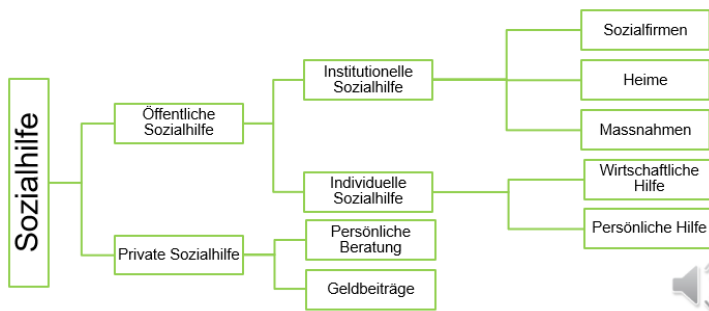 Sozialhilfe
Öffentliche
Sozialhilfe
Institutionelle
Sozialhilfe
Sozialfirmen
Heime
Massnahmen
Individuelle
Sozialhilfe
Wirtschaftliche
Hilfe
Persönliche Hilfe
Private Sozialhilfe
Persönliche
Beratung
Geldbeiträge